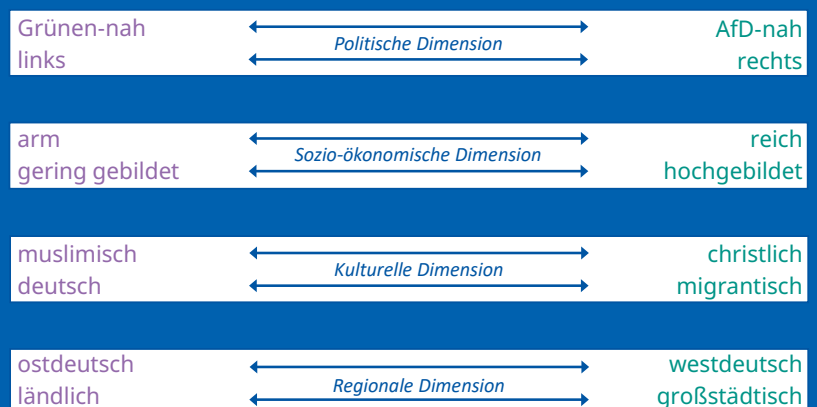 Grünen-nah AfD-nah
Politische Dimension
links rechts
arm reich
Sozio-ökonomische Dimension
gering gebildet hochgebildet
muslimisch christlich
Kulturelle Dimension
deutsch migrantisch
ostdeutsch westdeutsch
Regionale Dimension
ländlich großstädtisch